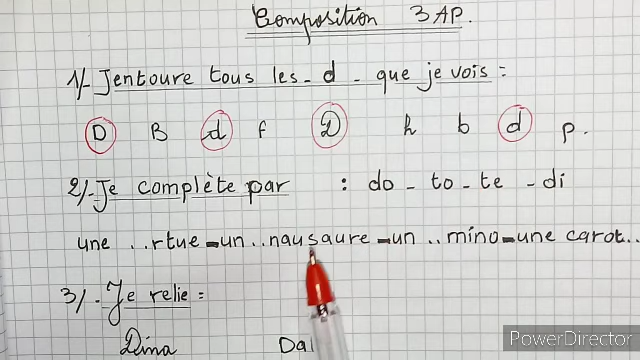 Composition 3AP.
1/- J'entoure tous les - d - que je vois :
D B d f D h b d p.
2/- Je complète par : do - to - te - di
une ..rtue - un ..nausaure - un ..mino - une carot..
3/- Je relie :
Dina Dal
PowerDirector